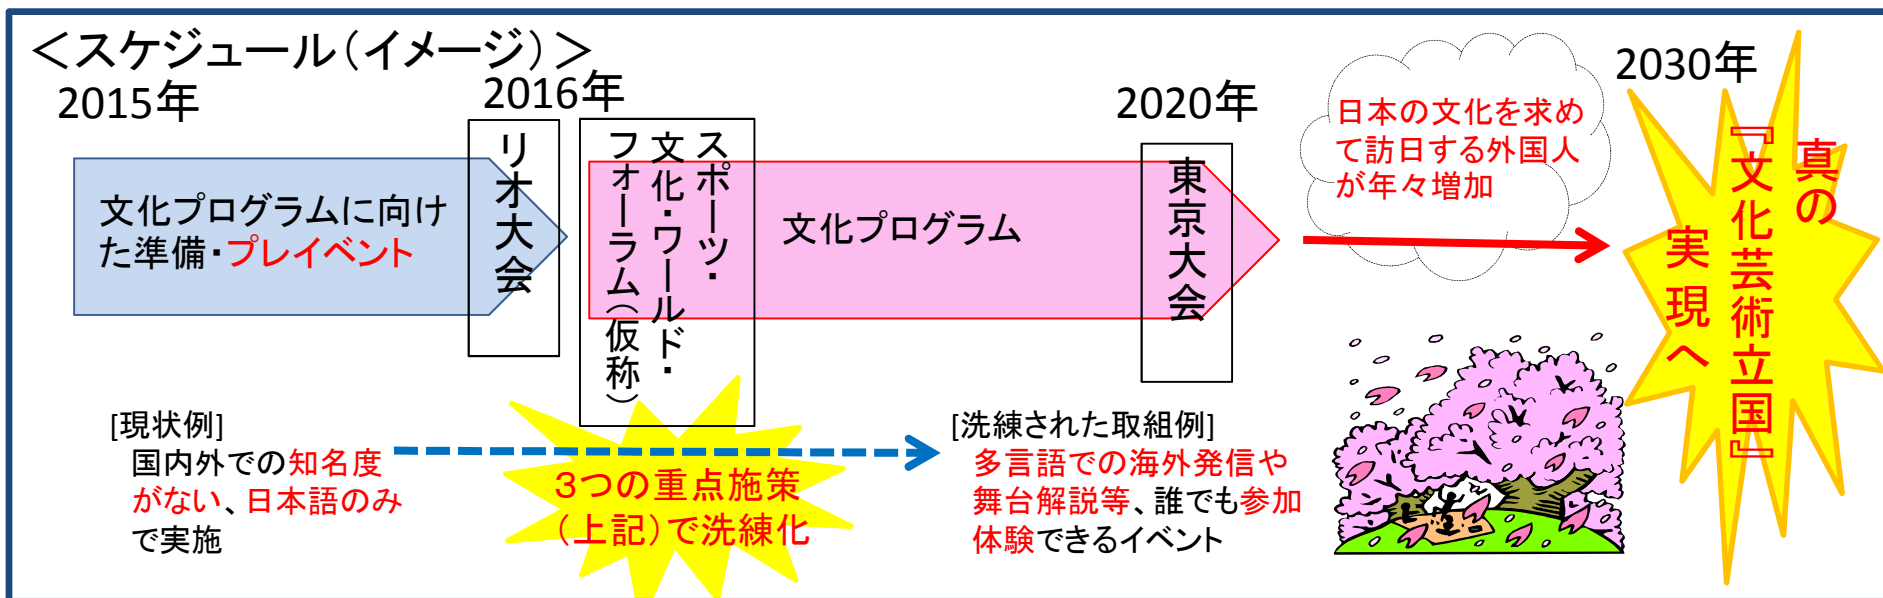 ＜スケジュール（イメージ）＞
2015年
2016年
2020年
2030年
文化プログラムに向け
た準備・プレイベント
リオ大会
スポーツ・
文化・ワールド・
フォーラム（仮称）
文化プログラム
東京大会
日本の文化を求め
て訪日する外国人
が年々増加
真の
『文化芸術立国』
実現へ
[現状例]
国内外での知名度
がない、日本語のみ
で実施
３つの重点施策
（上記）で洗練化
[洗練された取組例]
多言語での海外発信や
舞台解説等、誰でも参加
体験できるイベント